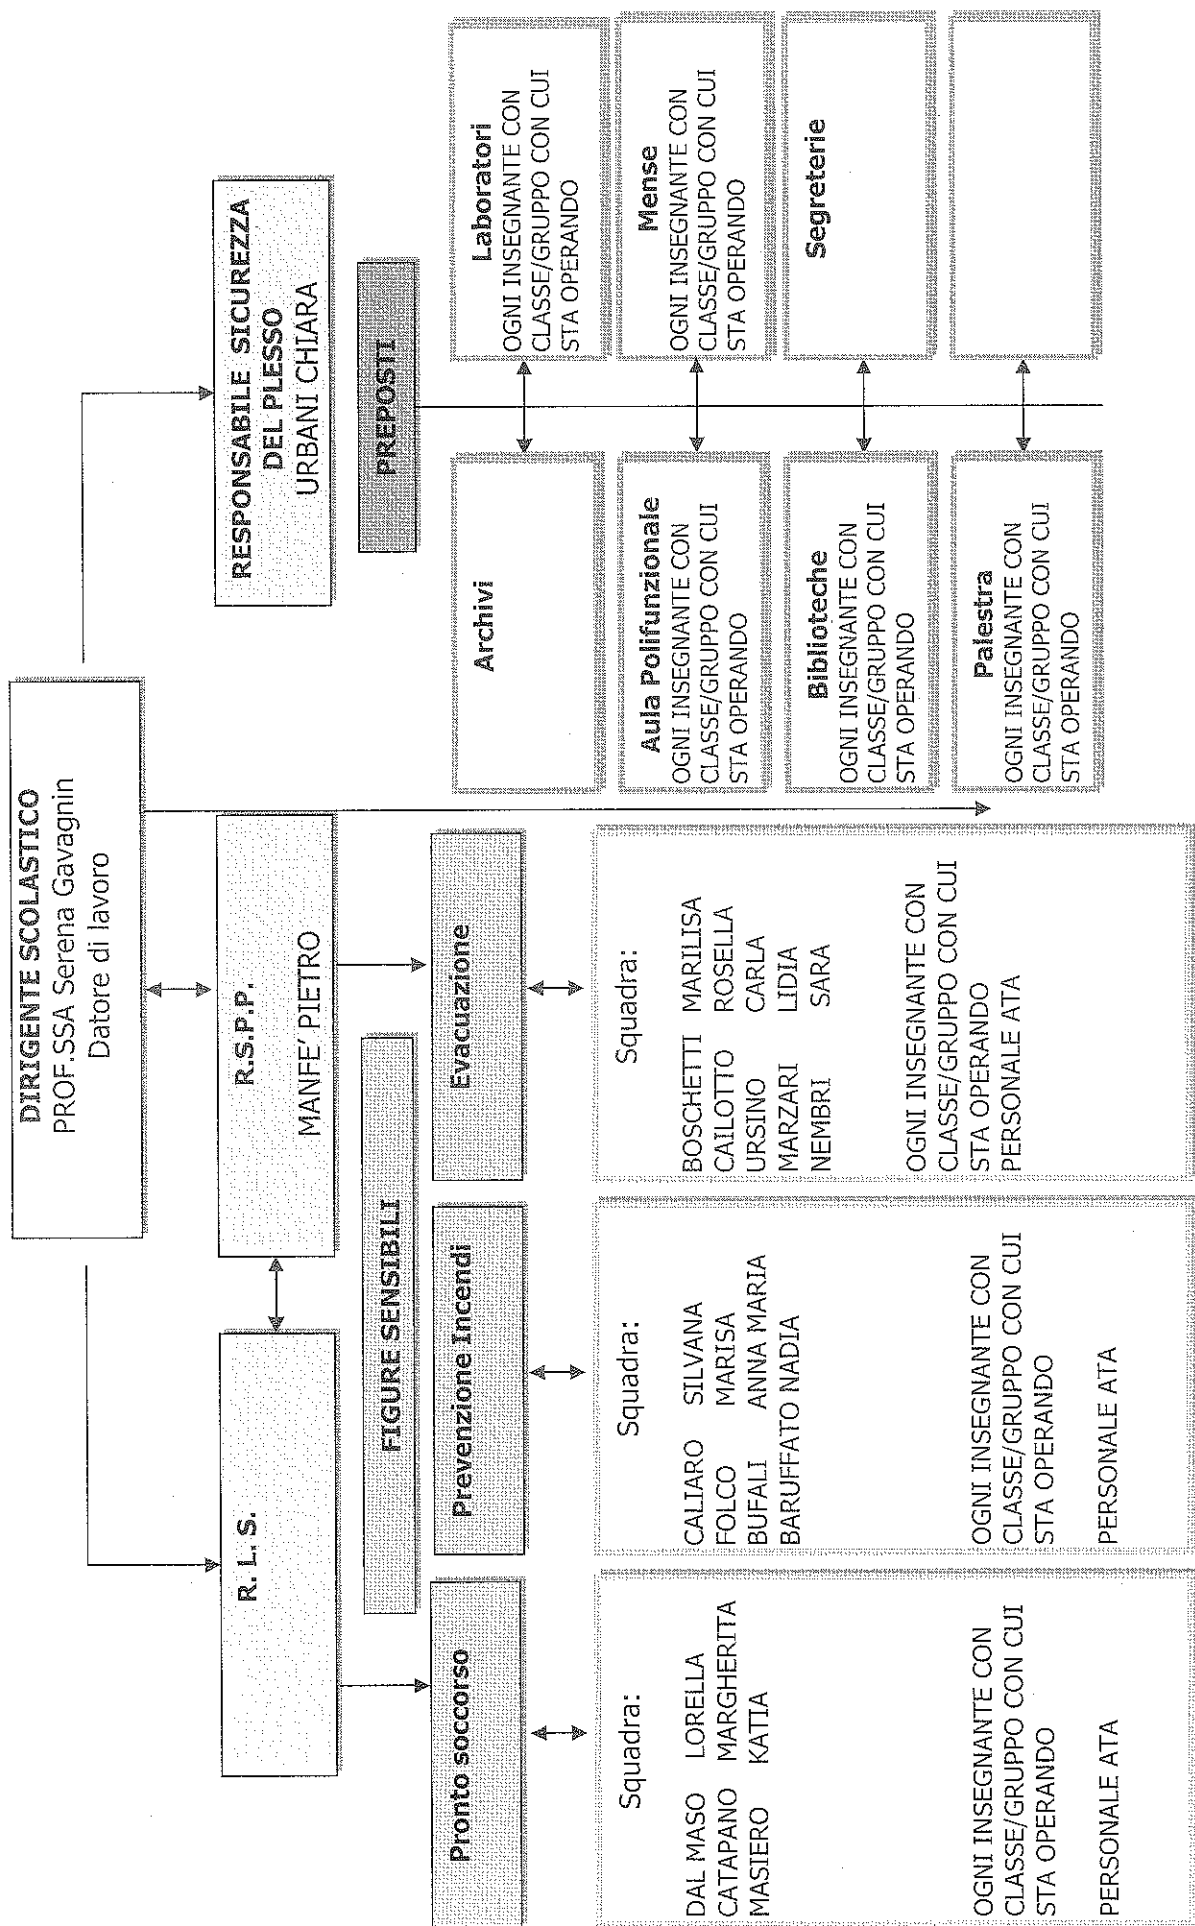 DIRIGENTE SCOLASTICO
PROF.SSA Serena Gavagnin
Datore di lavoro
R. L. S.
R.S.P.P.
MANFE' PIETRO
RESPONSABILE SICUREZZA
DEL PLESSO
URBANI CHIARA
FIGURE SENSIBILI
PREPOSTI
Pronto soccorso
Prevenzione Incendi
Evacuazione
Squadra:
DAL MASO LORELLA
CATAPANO MARGHERITA
MASIERO KATIA
OGNI INSEGNANTE CON
CLASSE/GRUPPO CON CUI
STA OPERANDO
PERSONALE ATA
Squadra:
CALIARO SILVANA
FOLCO MARISA
BUFALI ANNA MARIA
BARUFFATO NADIA
OGNI INSEGNANTE CON
CLASSE/GRUPPO CON CUI
STA OPERANDO
PERSONALE ATA
Squadra:
BOSCHETTI MARILISA
CAILOTTO ROSELLA
URSINO CARLA
MARZARI LIDIA
NEMBRI SARA
OGNI INSEGNANTE CON
CLASSE/GRUPPO CON CUI
STA OPERANDO
PERSONALE ATA
Archivi
Laboratori
OGNI INSEGNANTE CON
CLASSE/GRUPPO CON CUI
STA OPERANDO
Aula Polifunzionale
OGNI INSEGNANTE CON
CLASSE/GRUPPO CON CUI
STA OPERANDO
Mense
OGNI INSEGNANTE CON
CLASSE/GRUPPO CON CUI
STA OPERANDO
Biblioteche
OGNI INSEGNANTE CON
CLASSE/GRUPPO CON CUI
STA OPERANDO
Segreterie
Palestra
OGNI INSEGNANTE CON
CLASSE/GRUPPO CON CUI
STA OPERANDO